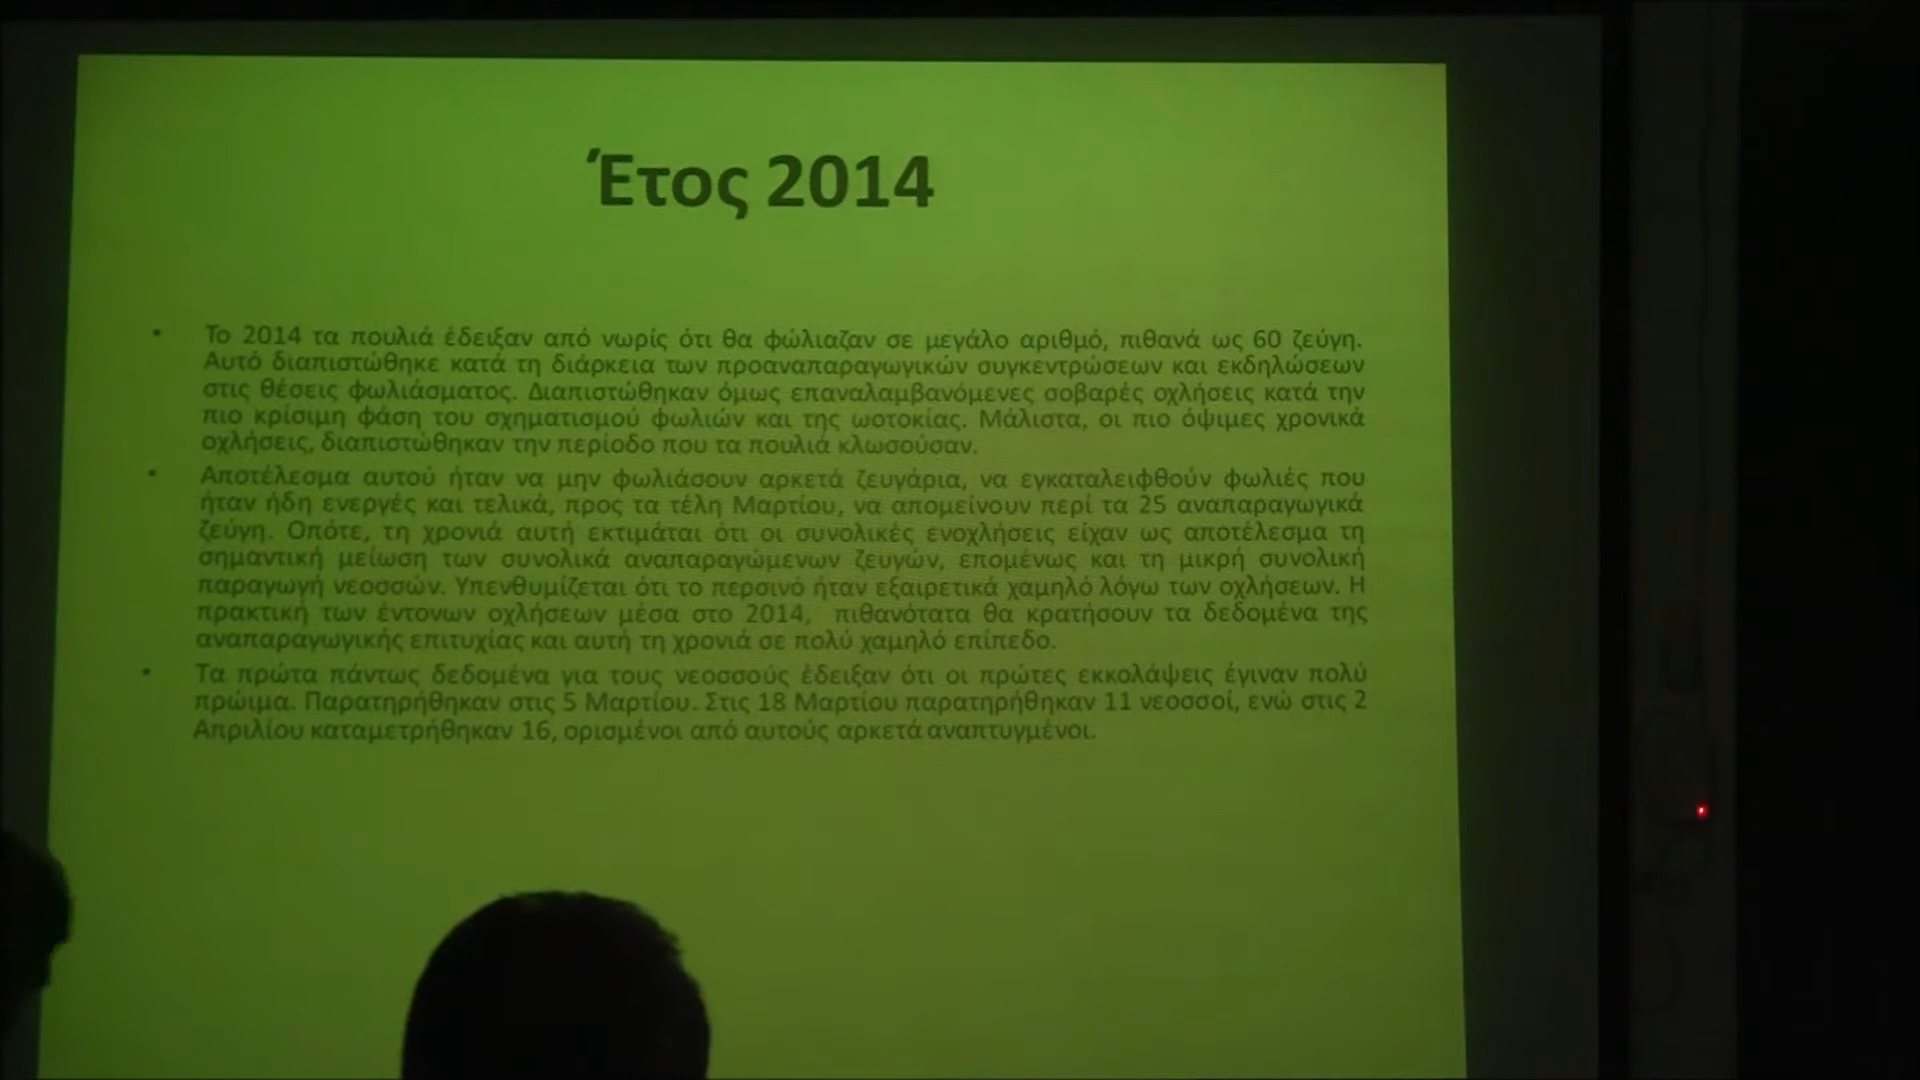 Έτος 2014
• Το 2014 τα πουλιά έδειξαν από νωρίς ότι θα φώλιαζαν σε μεγάλο αριθμό, πιθανά ως 60 ζεύγη.
Αυτό διαπιστώθηκε κατά τη διάρκεια των προαναπαραγωγικών συγκεντρώσεων και εκδηλώσεων
στις θέσεις φωλιάσματος. Διαπιστώθηκαν όμως επαναλαμβανόμενες σοβαρές οχλήσεις κατά την
πιο κρίσιμη φάση του σχηματισμού φωλιών και της ωοτοκίας. Μάλιστα, οι πιο όψιμες χρονικά
οχλήσεις, διαπιστώθηκαν την περίοδο που τα πουλιά κλωσούσαν.
• Αποτέλεσμα αυτού ήταν να μην φωλιάσουν αρκετά ζευγάρια, να εγκαταλειφθούν φωλιές που
ήταν ήδη ενεργές και τελικά, προς τα τέλη Μαρτίου, να απομείνουν περί τα 25 αναπαραγωγικά
ζεύγη. Οπότε, τη χρονιά αυτή εκτιμάται ότι οι συνολικές ενοχλήσεις είχαν ως αποτέλεσμα τη
σημαντική μείωση των συνολικά αναπαραγώμενων ζευγών, επομένως και τη μικρή συνολική
παραγωγή νεοσσών. Υπενθυμίζεται ότι το περσινό ήταν εξαιρετικά χαμηλό λόγω των οχλήσεων. Η
πρακτική των έντονων οχλήσεων μέσα στο 2014, πιθανότατα θα κρατήσουν τα δεδομένα της
αναπαραγωγικής επιτυχίας και αυτή τη χρονιά σε πολύ χαμηλό επίπεδο.
• Τα πρώτα πάντως δεδομένα για τους νεοσσούς έδειξαν ότι οι πρώτες εκκολάψεις έγιναν πολύ
πρώιμα. Παρατηρήθηκαν στις 5 Μαρτίου. Στις 18 Μαρτίου παρατηρήθηκαν 11 νεοσσοί, ενώ στις 2
Απριλίου καταμετρήθηκαν 16, ορισμένοι από αυτούς αρκετά αναπτυγμένοι.